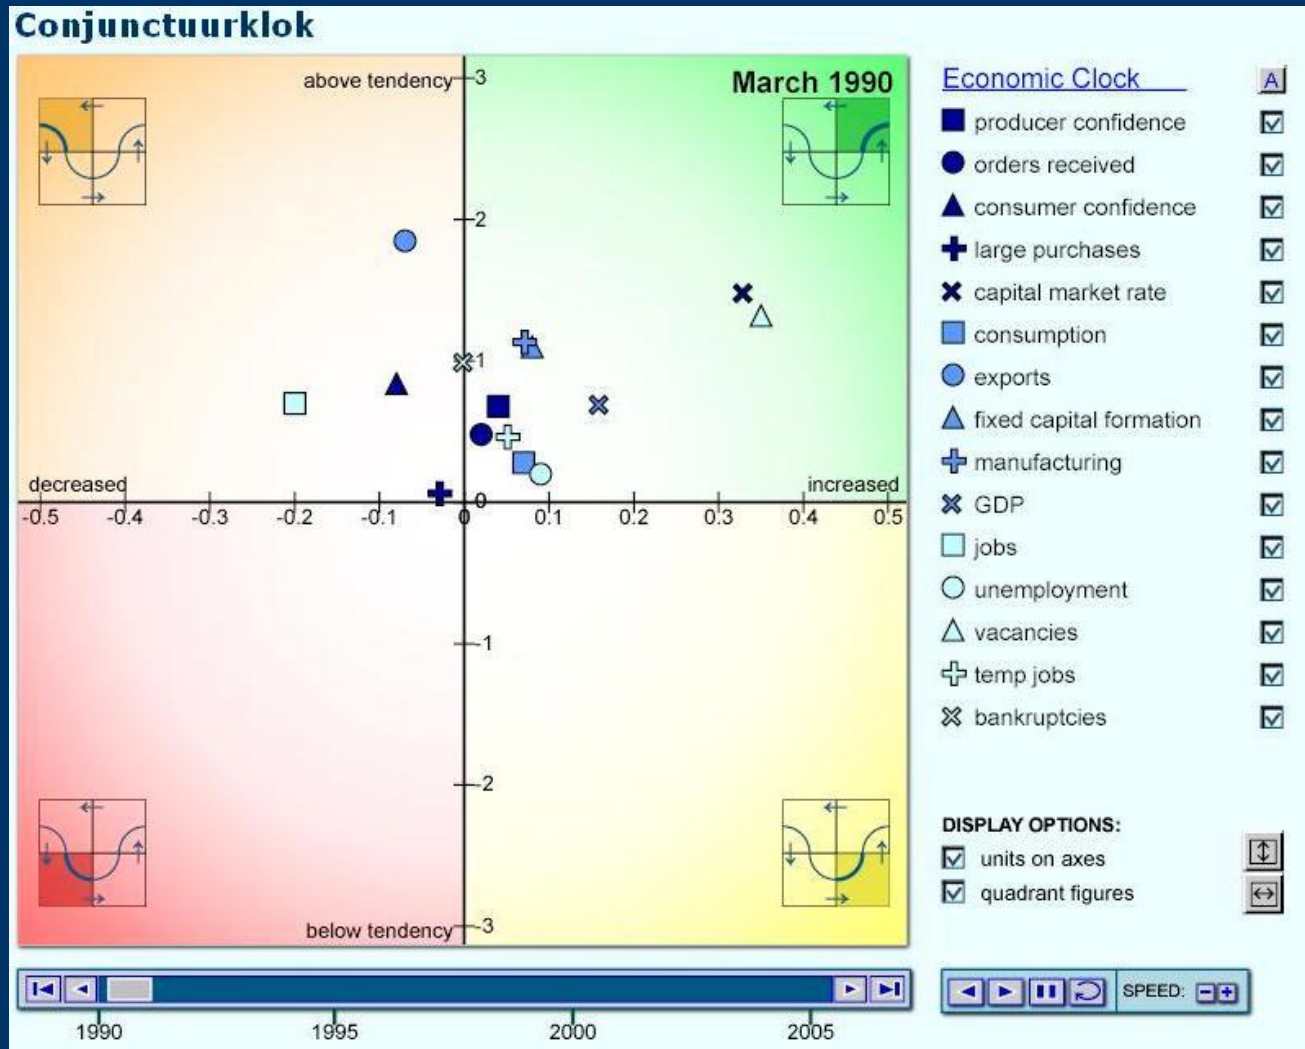 Conjunctuurklok
above tendency
3
March 1990
2
1
decreased
increased
0
-0.5 -0.4 -0.3 -0.2 -0.1 0 0.1 0.2 0.3 0.4 0.5
-1
-2
below tendency
-3
Economic Clock
A
producer confidence
orders received
consumer confidence
large purchases
capital market rate
consumption
exports
fixed capital formation
manufacturing
GDP
jobs
unemployment
vacancies
temp jobs
bankruptcies
DISPLAY OPTIONS:
units on axes
quadrant figures
SPEED:
1990 1995 2000 2005